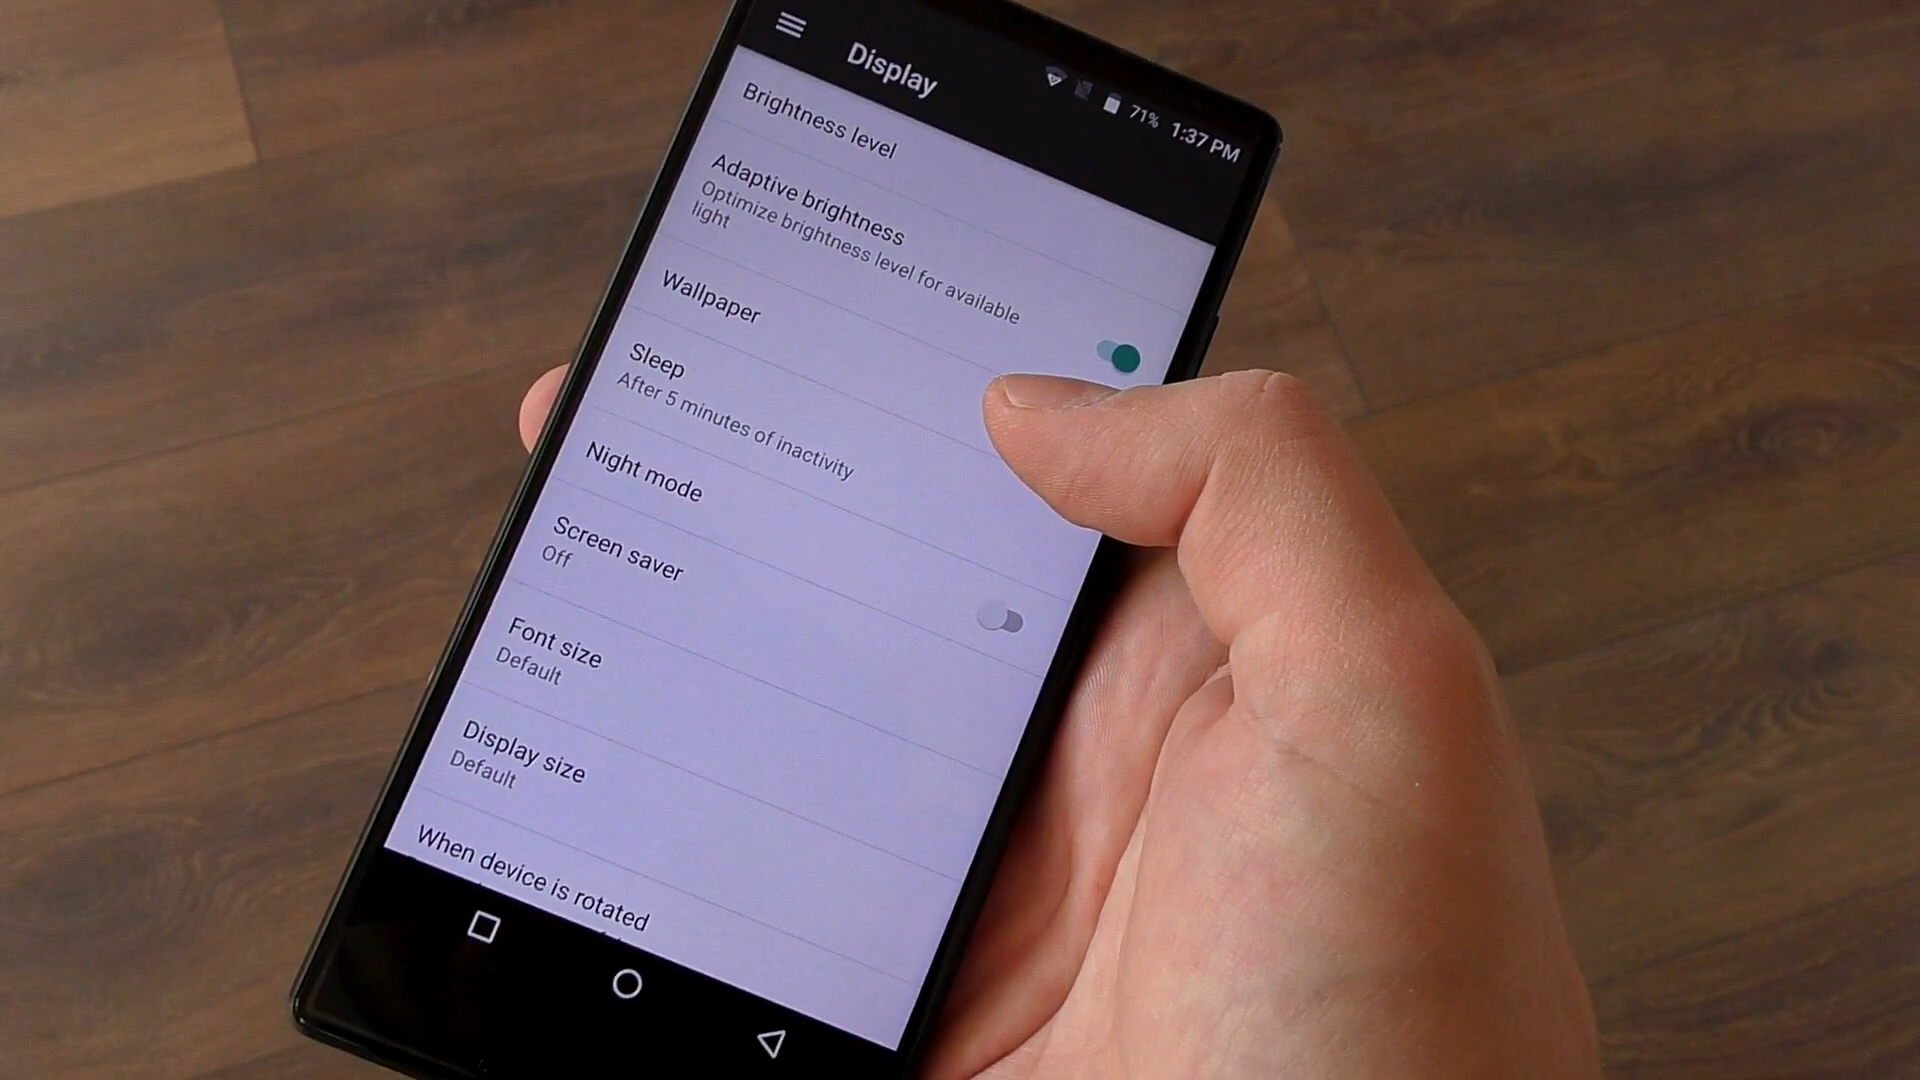 Display
71% 1:37 PM
Brightness level
Adaptive brightness
Optimize brightness level for available
light
Wallpaper
Sleep
After 5 minutes of inactivity
Night mode
Screen saver
Off
Font size
Default
Display size
Default
When device is rotated